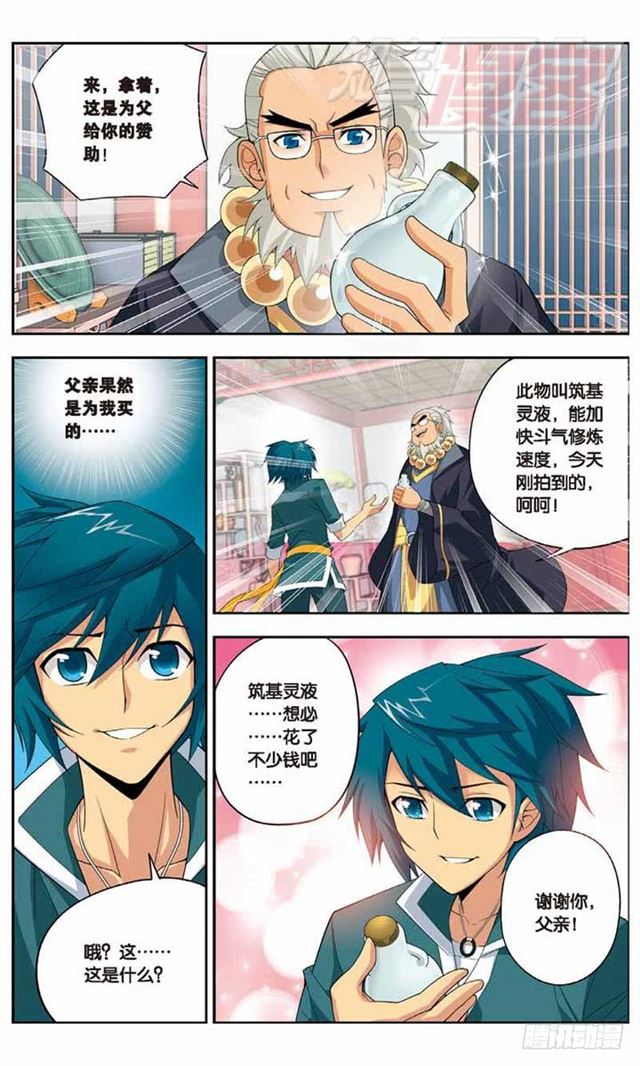 来，拿着，
这是为父
给你的赞
助！
父亲果然
是为我买
的……
此物叫筑基
灵液，能加
快斗气修炼
速度，今天
刚拍到的，
呵呵！
哦？这……
这是什么？
筑基灵液
……想必
……花了
不少钱吧
……
谢谢你，
父亲！
腾讯动漫